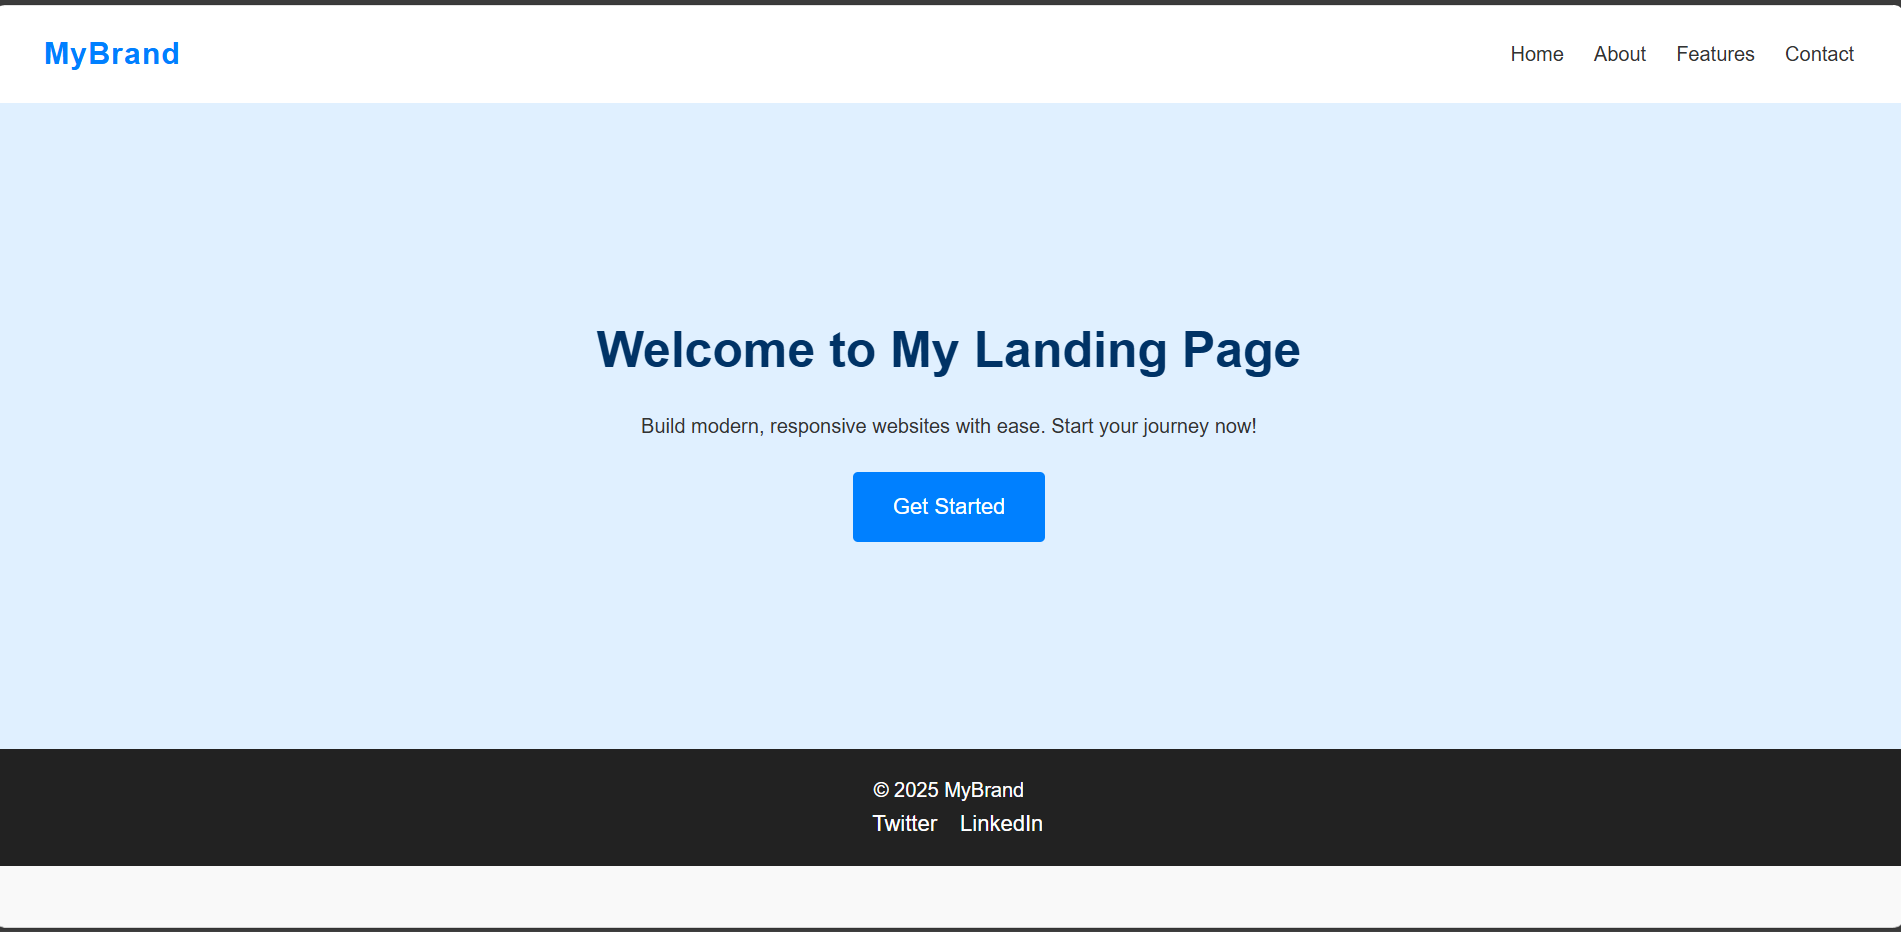 MyBrand
Home About Features Contact
Welcome to My Landing Page
Build modern, responsive websites with ease. Start your journey now!
Get Started
© 2025 MyBrand
Twitter LinkedIn